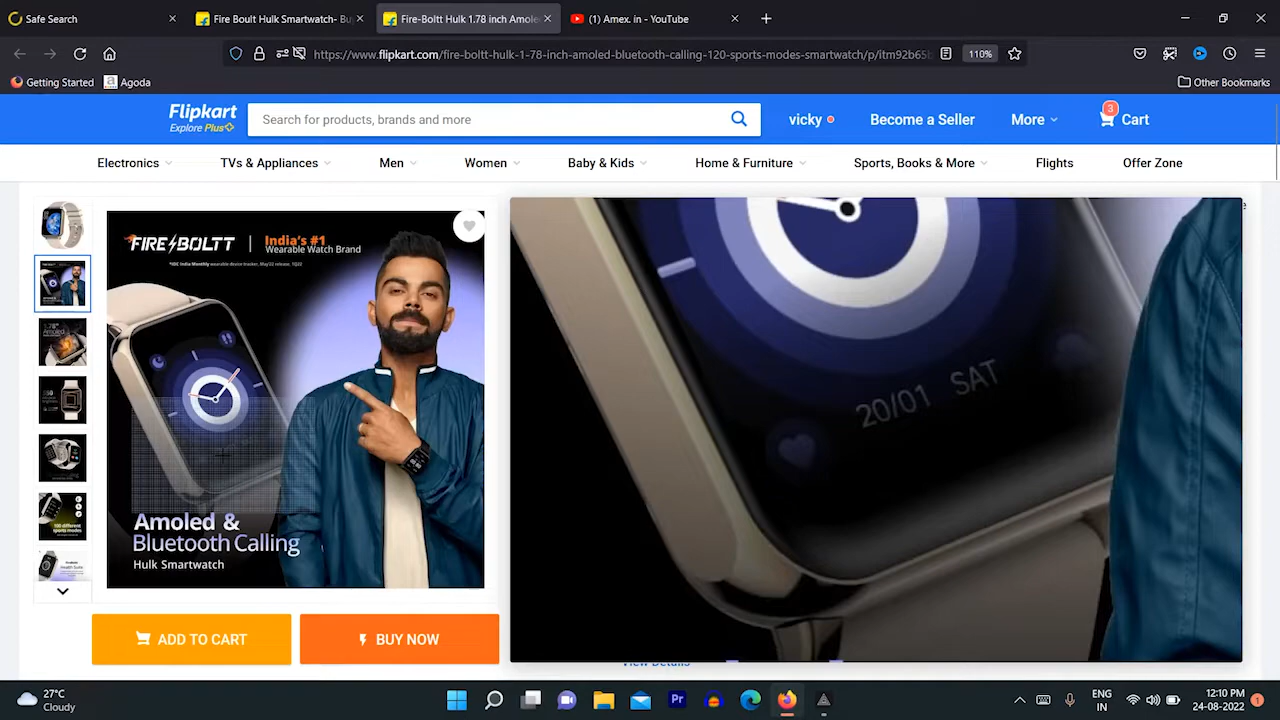 Safe Search
Fire Boult Hulk Smartwatch- Bu
Fire-Boltt Hulk 1.78 inch Amole
(1) Amex. in - YouTube
https://www.flipkart.com/fire-boltt-hulk-1-78-inch-amoled-bluetooth-calling-120-sports-modes-smartwatch/p/itm92b65b
110%
Getting Started
Agoda
Other Bookmarks
Flipkart
Explore Plus
Search for products, brands and more
vicky
Become a Seller
More
3
Cart
Electronics
TVs & Appliances
Men
Women
Baby & Kids
Home & Furniture
Sports, Books & More
Flights
Offer Zone
FIRE BOLTT
India's #1
Wearable Watch Brand
Amoled &
Bluetooth Calling
Hulk Smartwatch
20/01 SAT
ADD TO CART
BUY NOW
View Details
27°C
Cloudy
Pr
ENG
IN
12:10 PM
24-08-2022
1